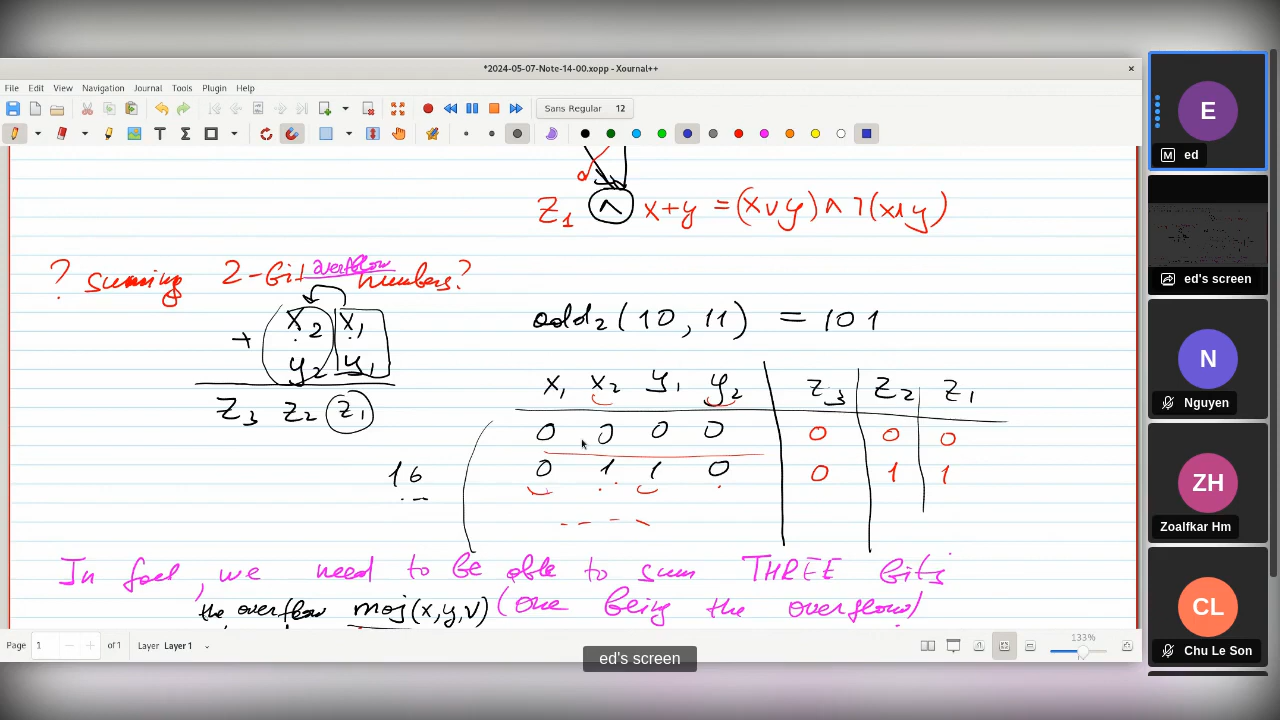 *2024-05-07-Note-14-00.xopp - Xournal++
File Edit View Navigation Journal Tools Plugin Help
Sans Regular 12
Z1 ∧ x+y = (x∨y)∧¬(x∧y)
? suming 2-bit overflow numbers?
x2 x1
+
y2 y1
z3 z2 z1
add2(10, 11) = 101
x1 x2 y1 y2 z3 z2 z1
0 0 0 0 0 0 0
0 1 1 0 0 1 1
16
In fact, we need to be able to sum THREE bits
the overflow maj(x,y,v) (one being the overflow)
Page 1 of 1 Layer Layer 1 133%
ed's screen
E
ed
ed's screen
N
Nguyen
ZH
Zoalfkar Hm
CL
Chu Le Son